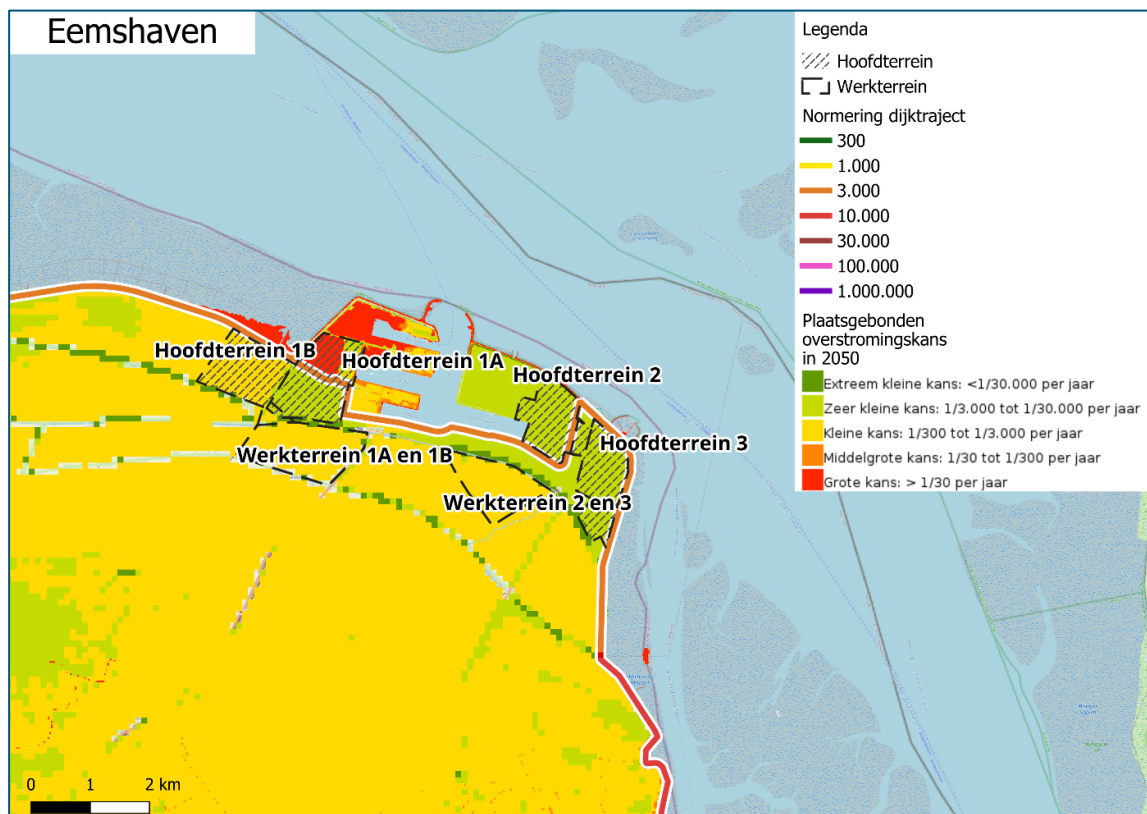 Eemshaven
Legenda
Hoofdterrein
Werkterrein
Normering dijktraject
300
1.000
3.000
10.000
30.000
100.000
1.000.000
Plaatsgebonden
overstromingskans
in 2050
Extreem kleine kans: <1/30.000 per jaar
Zeer kleine kans: 1/3.000 tot 1/30.000 per jaar
Kleine kans: 1/300 tot 1/3.000 per jaar
Middelgrote kans: 1/30 tot 1/300 per jaar
Grote kans: > 1/30 per jaar
Hoofdterrein 1B
Hoofdterrein 1A
Hoofdterrein 2
Hoofdterrein 3
Werkterrein 1A en 1B
Werkterrein 2 en 3
0 1 2 km